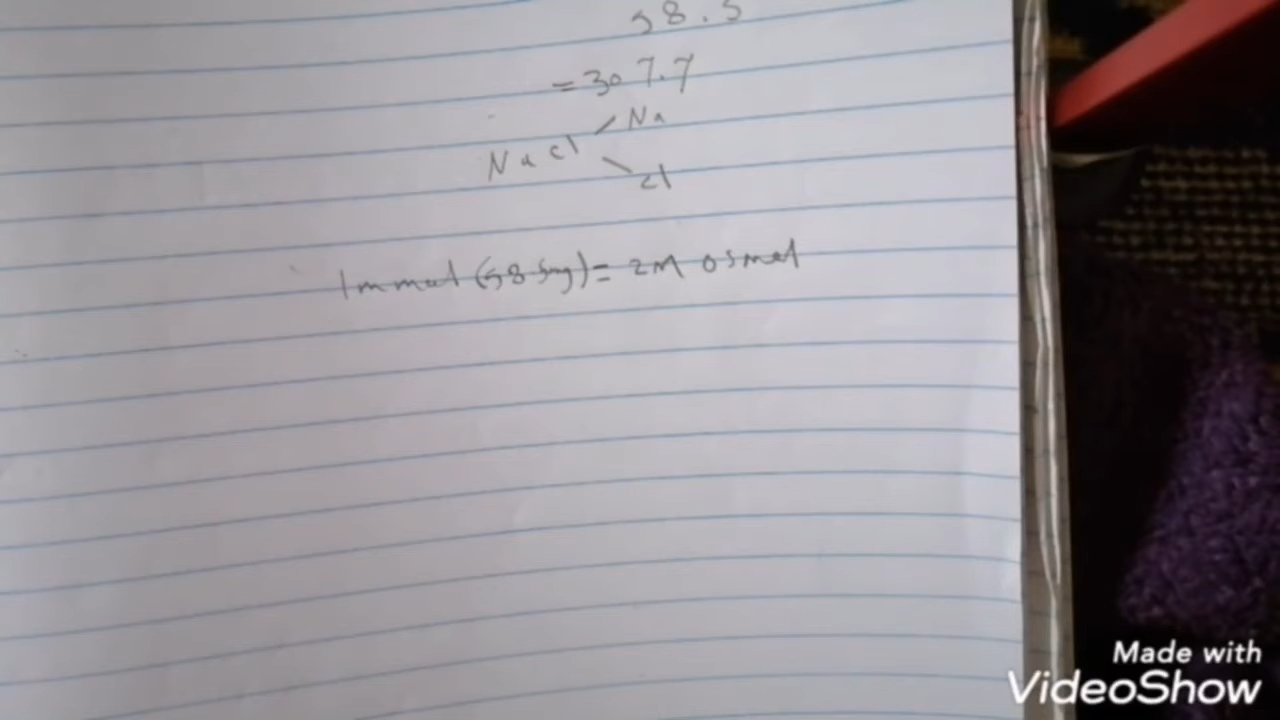 58.5
=307.7
Na
NaCl
Cl
1mmol (58.5mg) = 2M osmol
Made with
VideoShow